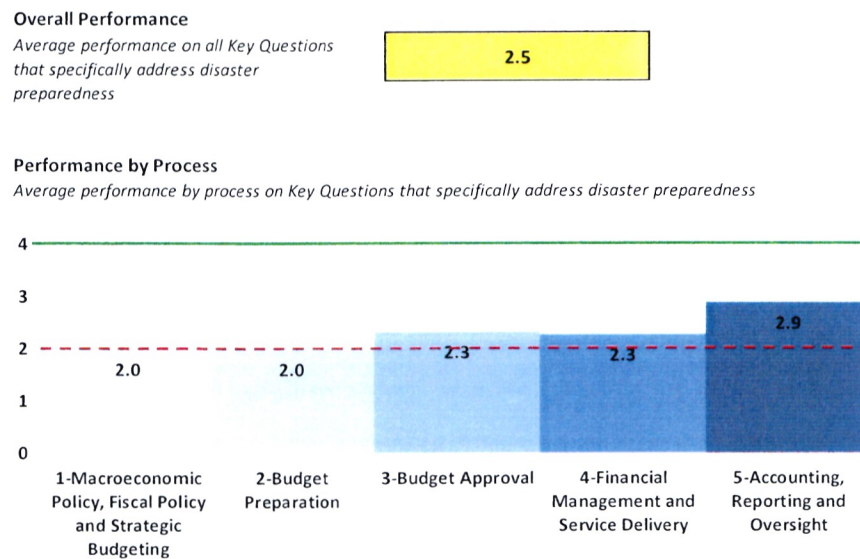 Overall Performance
Average performance on all Key Questions
that specifically address disaster
preparedness
2.5
Performance by Process
Average performance by process on Key Questions that specifically address disaster preparedness
4
3
2
1
0
2.0
2.0
2.3
2.3
2.9
1-Macroeconomic
Policy, Fiscal Policy
and Strategic
Budgeting
2-Budget
Preparation
3-Budget Approval
4-Financial
Management and
Service Delivery
5-Accounting,
Reporting and
Oversight